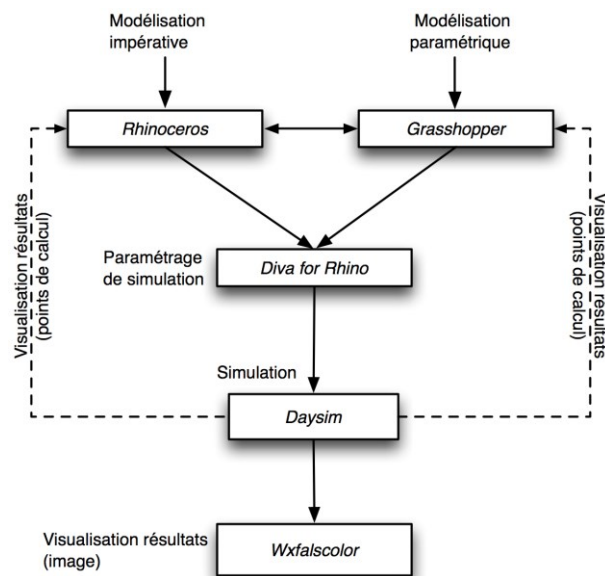 Modélisation
impérative
Modélisation
paramétrique
Rhinoceros
Grasshopper
Visualisation résultats
(points de calcul)
Visualisation résultats
(points de calcul)
Paramétrage
de simulation
Diva for Rhino
Simulation
Daysim
Visualisation résultats
(image)
Wxfalscolor